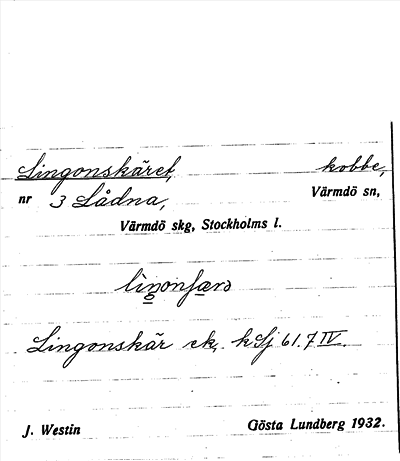 Lingonskäret, kobbe,
nr 3 Lådna, Värmdö sn,
Värmdö skg, Stockholms l.
Lingonskär ek. hSj 61.7 IV.
J. Westin Gösta Lundberg 1932.